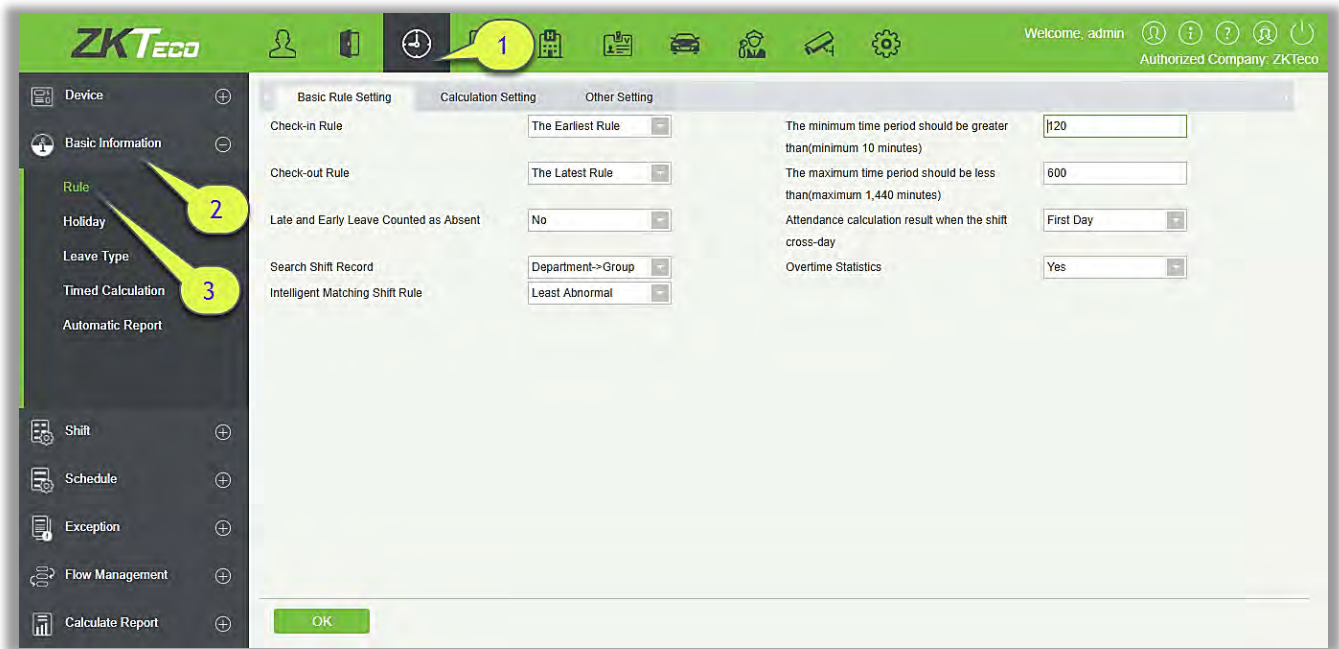 ZKTeco
1
Welcome, admin
Authorized Company: ZKTeco
Device
Basic Information
Rule
Holiday
Leave Type
Timed Calculation
Automatic Report
2
3
Shift
Schedule
Exception
Flow Management
Calculate Report
Basic Rule Setting
Calculation Setting
Other Setting
Check-in Rule
The Earliest Rule
The minimum time period should be greater
than(minimum 10 minutes)
120
Check-out Rule
The Latest Rule
The maximum time period should be less
than(maximum 1,440 minutes)
600
Late and Early Leave Counted as Absent
No
Attendance calculation result when the shift
cross-day
First Day
Search Shift Record
Department->Group
Overtime Statistics
Yes
Intelligent Matching Shift Rule
Least Abnormal
OK